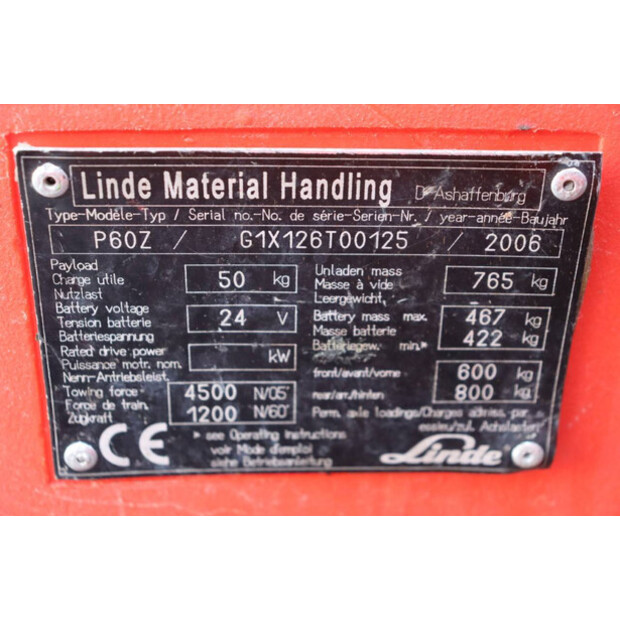 Linde Material Handling D-Ashaffenburg
Type-Modèle-Typ / Serial no.-No. de série-Serien-Nr. / year-année-Baujahr
P60Z / G1X126T00125 / 2006
Payload
Charge utile 50 kg
Nutzlast
Battery voltage
Tension batterie 24 V
Batteriespannung
Rated drive power
Puissance motr. nom. kW
Nenn-Antriebsleist.
Towing force 4500 N/05'
Force de train. 1200 N/60'
Zugkraft
Unladen mass
Masse à vide 765 kg
Leergewicht
Battery mass max. 467 kg
Masse batterie 422 kg
Batteriegew. min.*
front/avant/vorne 600 kg
rear/arr./hinten 800 kg
Perm. axle loadings/Charges admiss. par
essieu/zul. Achslasten
* see Operating instructions
voir Mode d'emploi
siehe Betriebsanleitung
CE
Linde